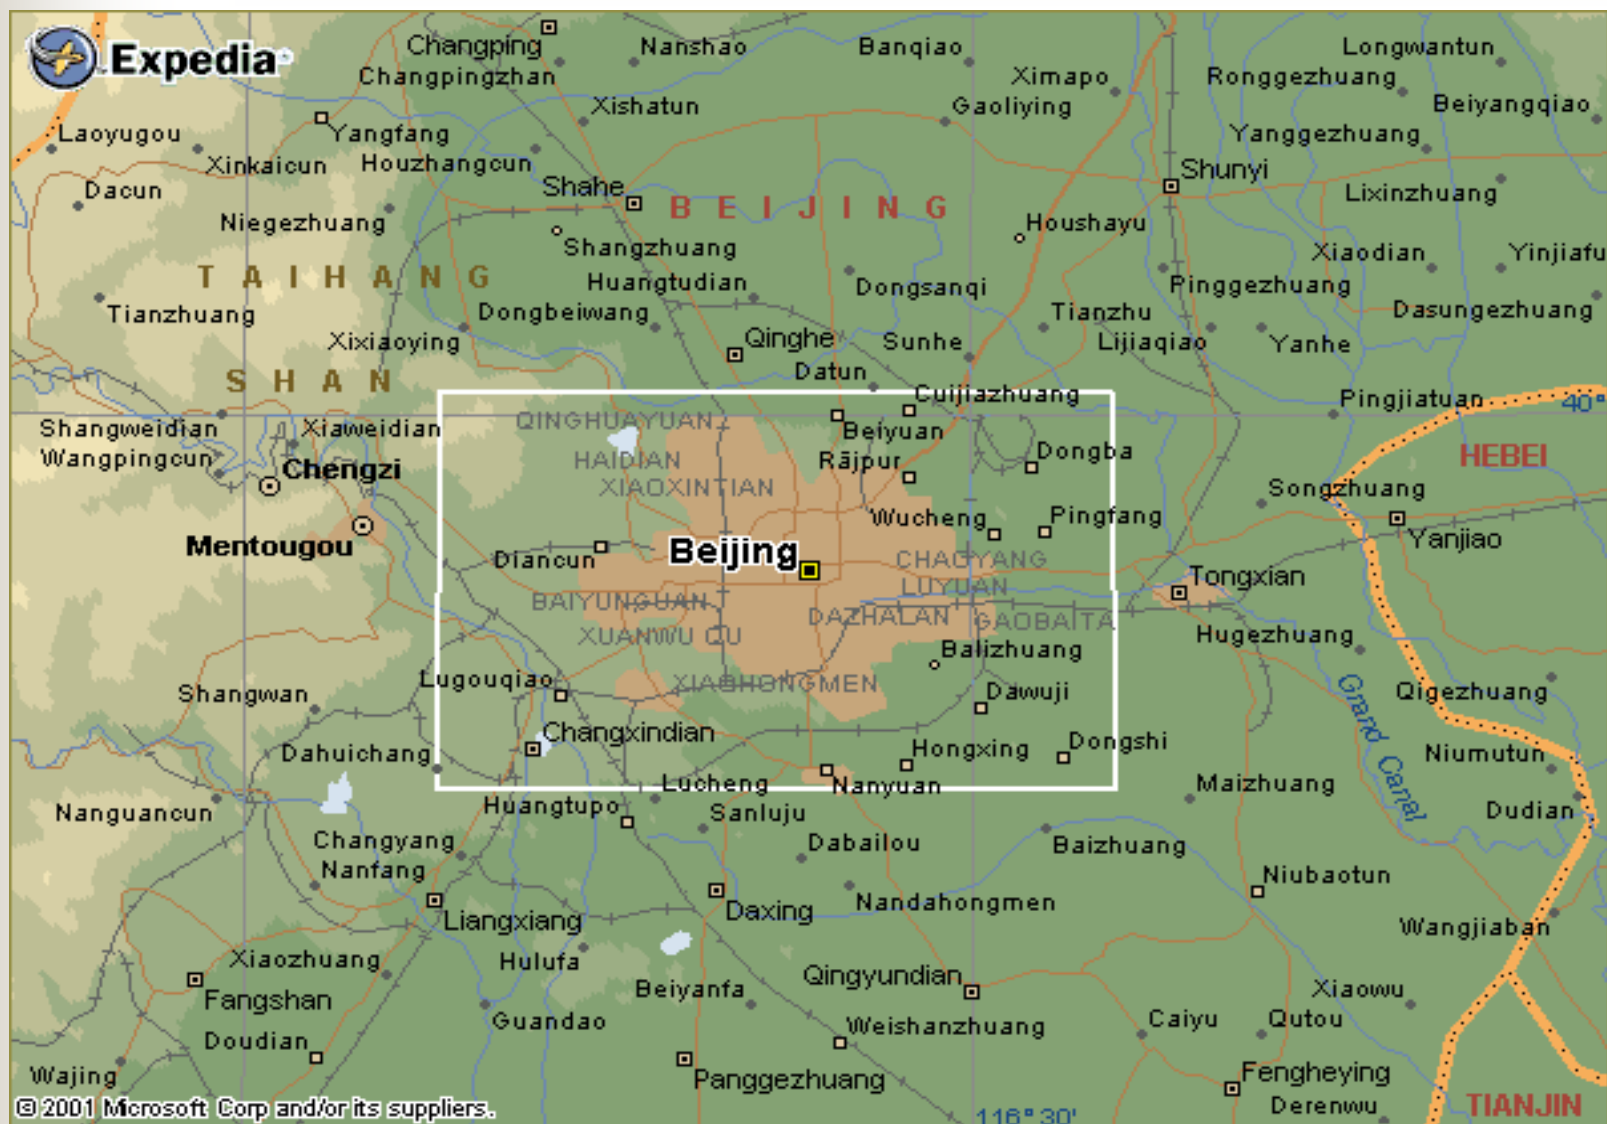 Expedia
Changping
Nanshao
Banqiao
Longwantun
Changpingzhan
Ximapo
Ronggezhuang
Xishatun
Gaoliying
Beiyangqiao
Laoyugou
Yangfang
Yanggezhuang
Xinkaicun
Houzhangcun
Shunyi
Dacun
Shahe
Lixinzhuang
BEIJING
Niegezhuang
Houshayu
Shangzhuang
Xiaodian
Yinjiafu
TAIHANG
Huangtudian
Dongsanqi
Pinggezhuang
Tianzhuang
Dongbeiwang
Tianzhu
Dasungezhuang
Xixiaoying
Qinghe
Sunhe
Lijiaqiao
Yanhe
Datun
SHAN
Cuijiazhuang
Pingjiatuan
40°
QINGHUAYUAN
Shangweidian
Xiaweidian
Beiyuan
Dongba
HEBEI
Wangpingcun
Chengzi
HAIDIAN
Rājpur
XIAOXINTIAN
Songzhuang
Wucheng
Pingfang
Mentougou
Diancun
Beijing
CHAOYANG
Yanjiao
LUYUAN
Tongxian
BAIYUNGUAN
DAZHALAN
GAOBAITA
XUANWU QU
Hugezhuang
Balizhuang
Lugouqiao
XIAOHONGMEN
Shangwan
Dawuji
Grand Canal
Qigezhuang
Changxindian
Hongxing
Dongshi
Dahuichang
Niumutun
Lucheng
Nanyuan
Maizhuang
Nanguancun
Huangtupo
Sanluju
Dudian
Changyang
Dabailou
Baizhuang
Nanfang
Niubaotun
Liangxiang
Daxing
Nandahongmen
Wangjiaban
Xiaozhuang
Hulufa
Qingyundian
Fangshan
Beiyanfa
Xiaowu
Guandao
Weishanzhuang
Caiyu
Qutou
Doudian
Wajing
Panggezhuang
Fengheying
© 2001 Microsoft Corp and/or its suppliers.
116°30'
Derenwu
TIANJIN